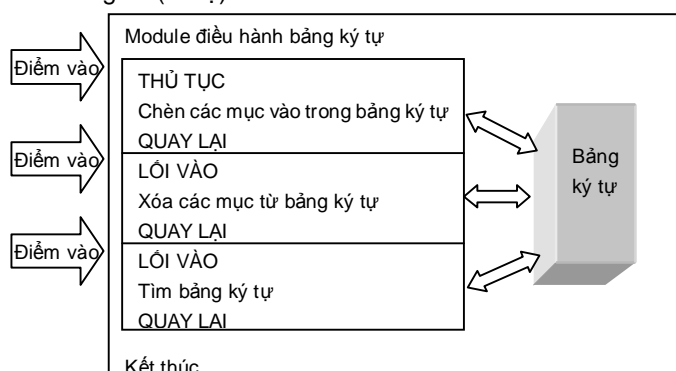 Module điều hành bảng ký tự
Điểm vào
THỦ TỤC
Chèn các mục vào trong bảng ký tự
QUAY LẠI
Điểm vào
LỐI VÀO
Xóa các mục từ bảng ký tự
QUAY LẠI
Điểm vào
LỐI VÀO
Tìm bảng ký tự
QUAY LẠI
Bảng
ký tự
Kết thúc